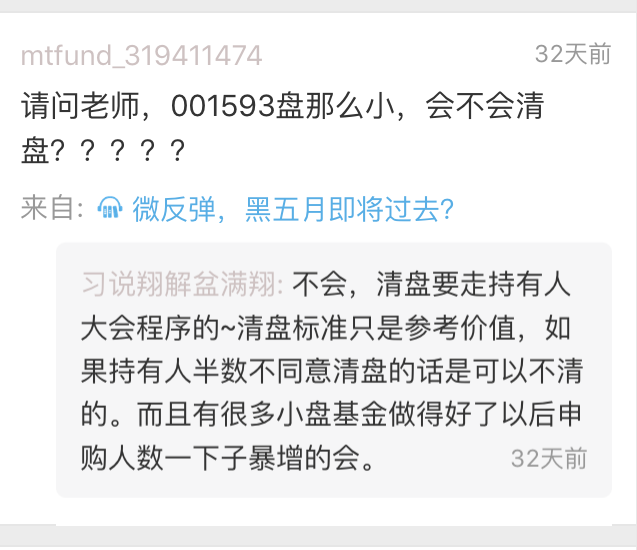 mtfund_319411474
32天前
请问老师，001593盘那么小，会不会清
盘？？？？？
来自: 微反弹，黑五月即将过去?
习说翔解盆满翔: 不会，清盘要走持有人
大会程序的~清盘标准只是参考价值，如
果持有人半数不同意清盘的话是可以不清
的。而且有很多小盘基金做得好了以后申
购人数一下子暴增的会。
32天前